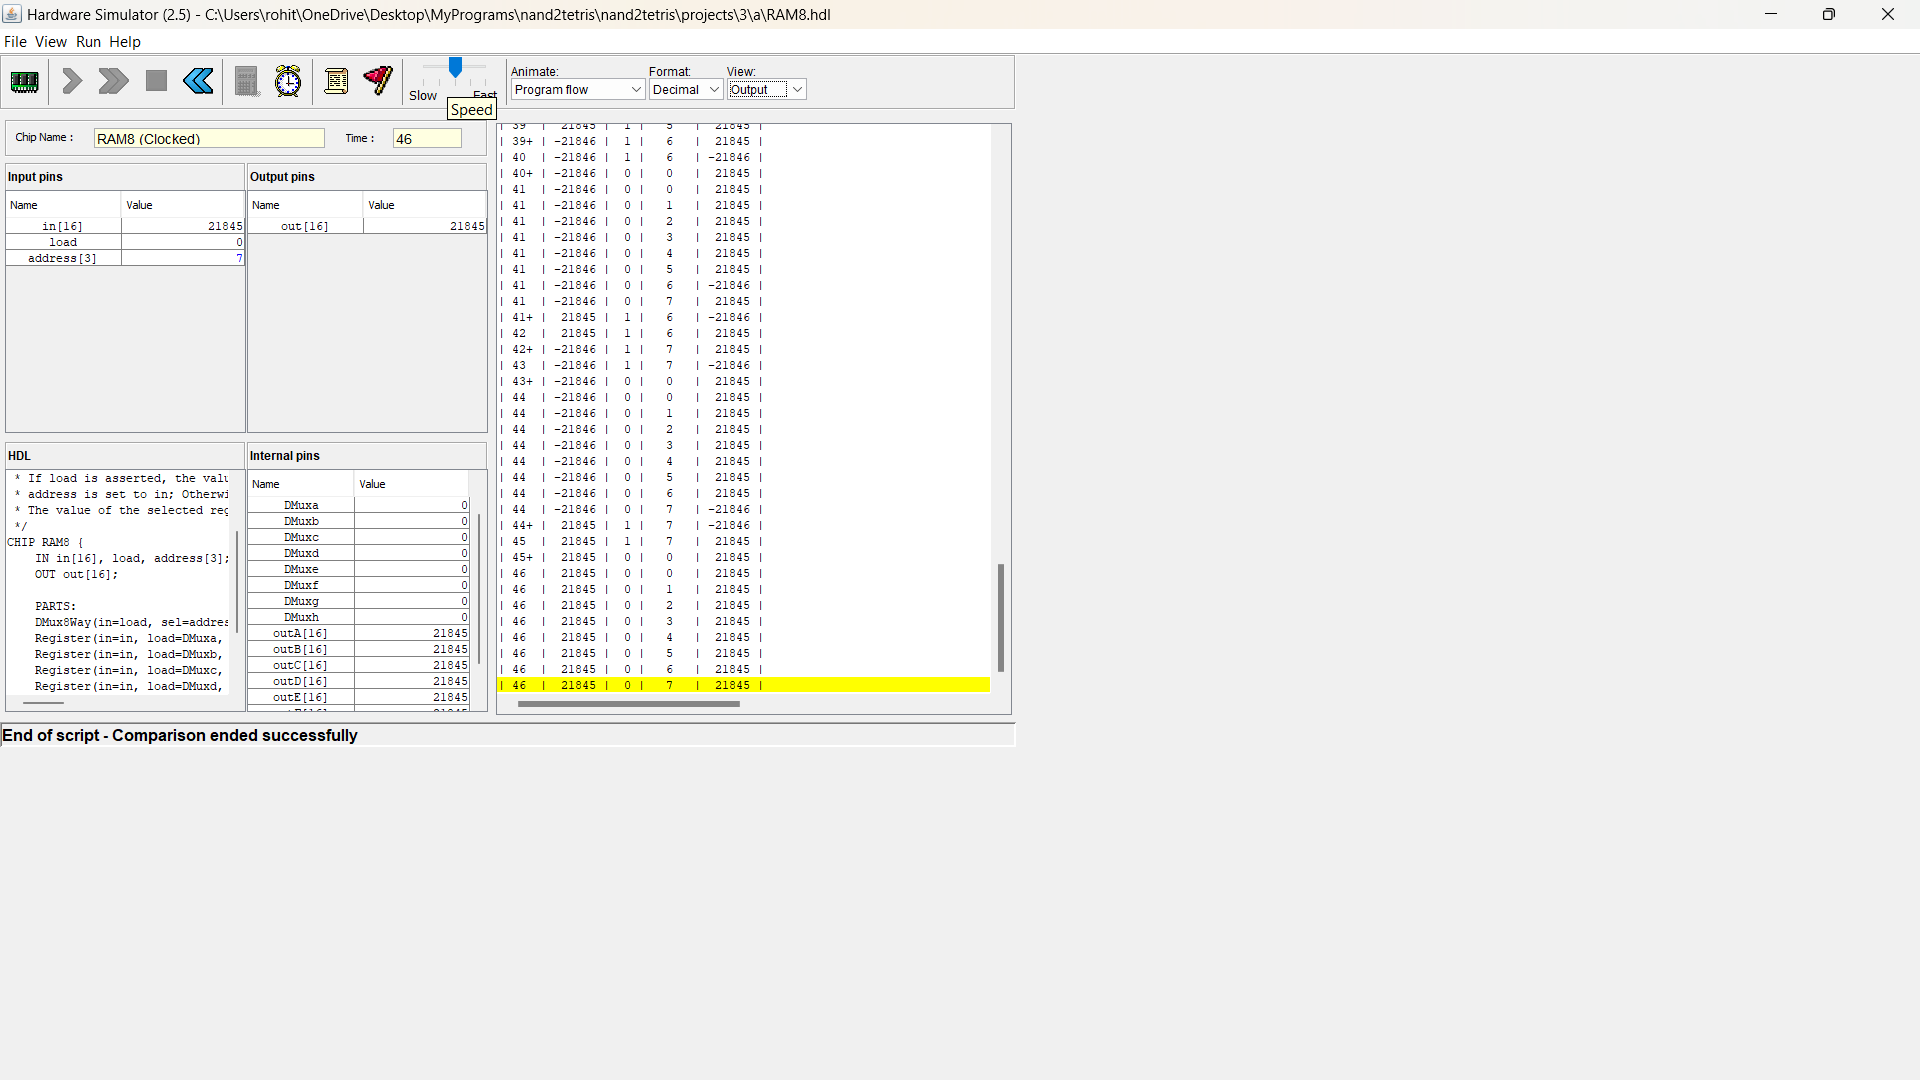 Hardware Simulator (2.5) - C:\Users\rohit\OneDrive\Desktop\MyPrograms\nand2tetris\nand2tetris\projects\3\a\RAM8.hdl
File View Run Help
Slow Fast
Speed
Animate:
Program flow
Format:
Decimal
View:
Output
Chip Name : RAM8 (Clocked) Time : 46
Input pins
Name Value
in[16] 21845
load 0
address[3] 7
Output pins
Name Value
out[16] 21845
HDL
* If load is asserted, the valu
* address is set to in; Otherwi
* The value of the selected reg
*/
CHIP RAM8 {
IN in[16], load, address[3];
OUT out[16];
PARTS:
DMux8Way(in=load, sel=addres
Register(in=in, load=DMuxa,
Register(in=in, load=DMuxb,
Register(in=in, load=DMuxc,
Register(in=in, load=DMuxd,
Internal pins
Name Value
DMuxa 0
DMuxb 0
DMuxc 0
DMuxd 0
DMuxe 0
DMuxf 0
DMuxg 0
DMuxh 0
outA[16] 21845
outB[16] 21845
outC[16] 21845
outD[16] 21845
outE[16] 21845
| 39 | 21845 | 1 | 5 | 21845 |
| 39+ | -21846 | 1 | 6 | 21845 |
| 40 | -21846 | 1 | 6 | -21846 |
| 40+ | -21846 | 0 | 0 | 21845 |
| 41 | -21846 | 0 | 0 | 21845 |
| 41 | -21846 | 0 | 1 | 21845 |
| 41 | -21846 | 0 | 2 | 21845 |
| 41 | -21846 | 0 | 3 | 21845 |
| 41 | -21846 | 0 | 4 | 21845 |
| 41 | -21846 | 0 | 5 | 21845 |
| 41 | -21846 | 0 | 6 | -21846 |
| 41 | -21846 | 0 | 7 | 21845 |
| 41+ | 21845 | 1 | 6 | -21846 |
| 42 | 21845 | 1 | 6 | 21845 |
| 42+ | -21846 | 1 | 7 | 21845 |
| 43 | -21846 | 1 | 7 | -21846 |
| 43+ | -21846 | 0 | 0 | 21845 |
| 44 | -21846 | 0 | 0 | 21845 |
| 44 | -21846 | 0 | 1 | 21845 |
| 44 | -21846 | 0 | 2 | 21845 |
| 44 | -21846 | 0 | 3 | 21845 |
| 44 | -21846 | 0 | 4 | 21845 |
| 44 | -21846 | 0 | 5 | 21845 |
| 44 | -21846 | 0 | 6 | 21845 |
| 44 | -21846 | 0 | 7 | -21846 |
| 44+ | 21845 | 1 | 7 | -21846 |
| 45 | 21845 | 1 | 7 | 21845 |
| 45+ | 21845 | 0 | 0 | 21845 |
| 46 | 21845 | 0 | 0 | 21845 |
| 46 | 21845 | 0 | 1 | 21845 |
| 46 | 21845 | 0 | 2 | 21845 |
| 46 | 21845 | 0 | 3 | 21845 |
| 46 | 21845 | 0 | 4 | 21845 |
| 46 | 21845 | 0 | 5 | 21845 |
| 46 | 21845 | 0 | 6 | 21845 |
| 46 | 21845 | 0 | 7 | 21845 |
End of script - Comparison ended successfully